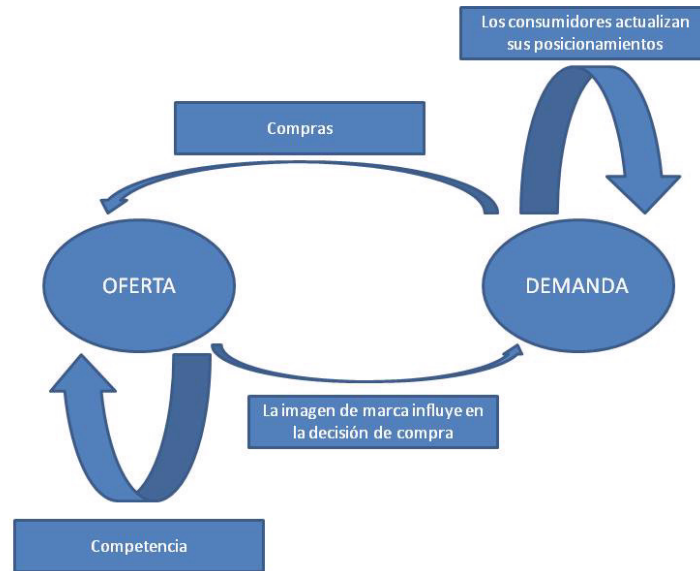 Los consumidores actualizan
sus posicionamientos
Compras
OFERTA
DEMANDA
La imagen de marca influye en
la decisión de compra
Competencia